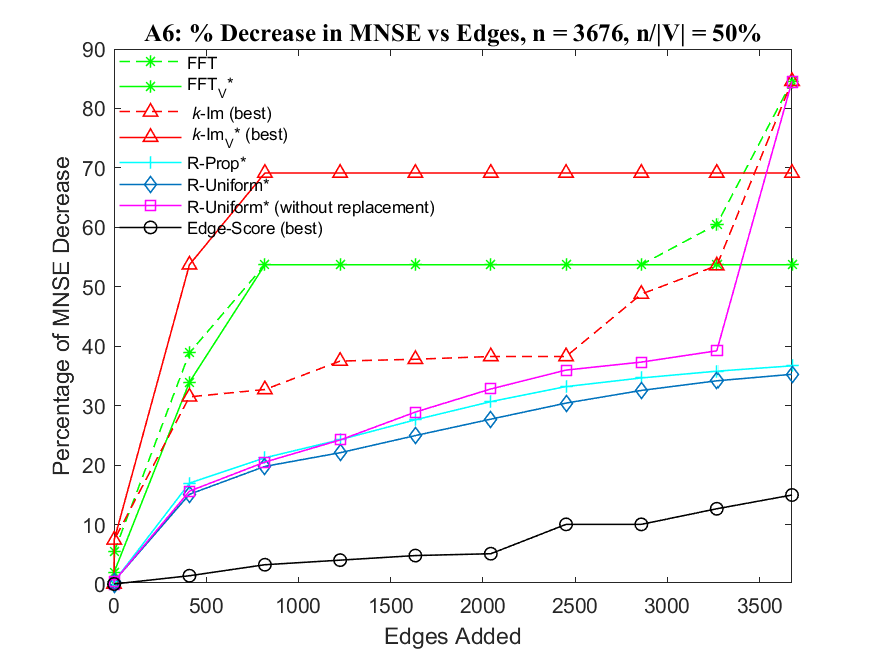 A6: % Decrease in MNSE vs Edges, n = 3676, n/|V| = 50%
Percentage of MNSE Decrease
90
80
70
60
50
40
30
20
10
0
FFT
FFT_V*
k-Im (best)
k-Im_V* (best)
R-Prop*
R-Uniform*
R-Uniform* (without replacement)
Edge-Score (best)
0 500 1000 1500 2000 2500 3000 3500
Edges Added